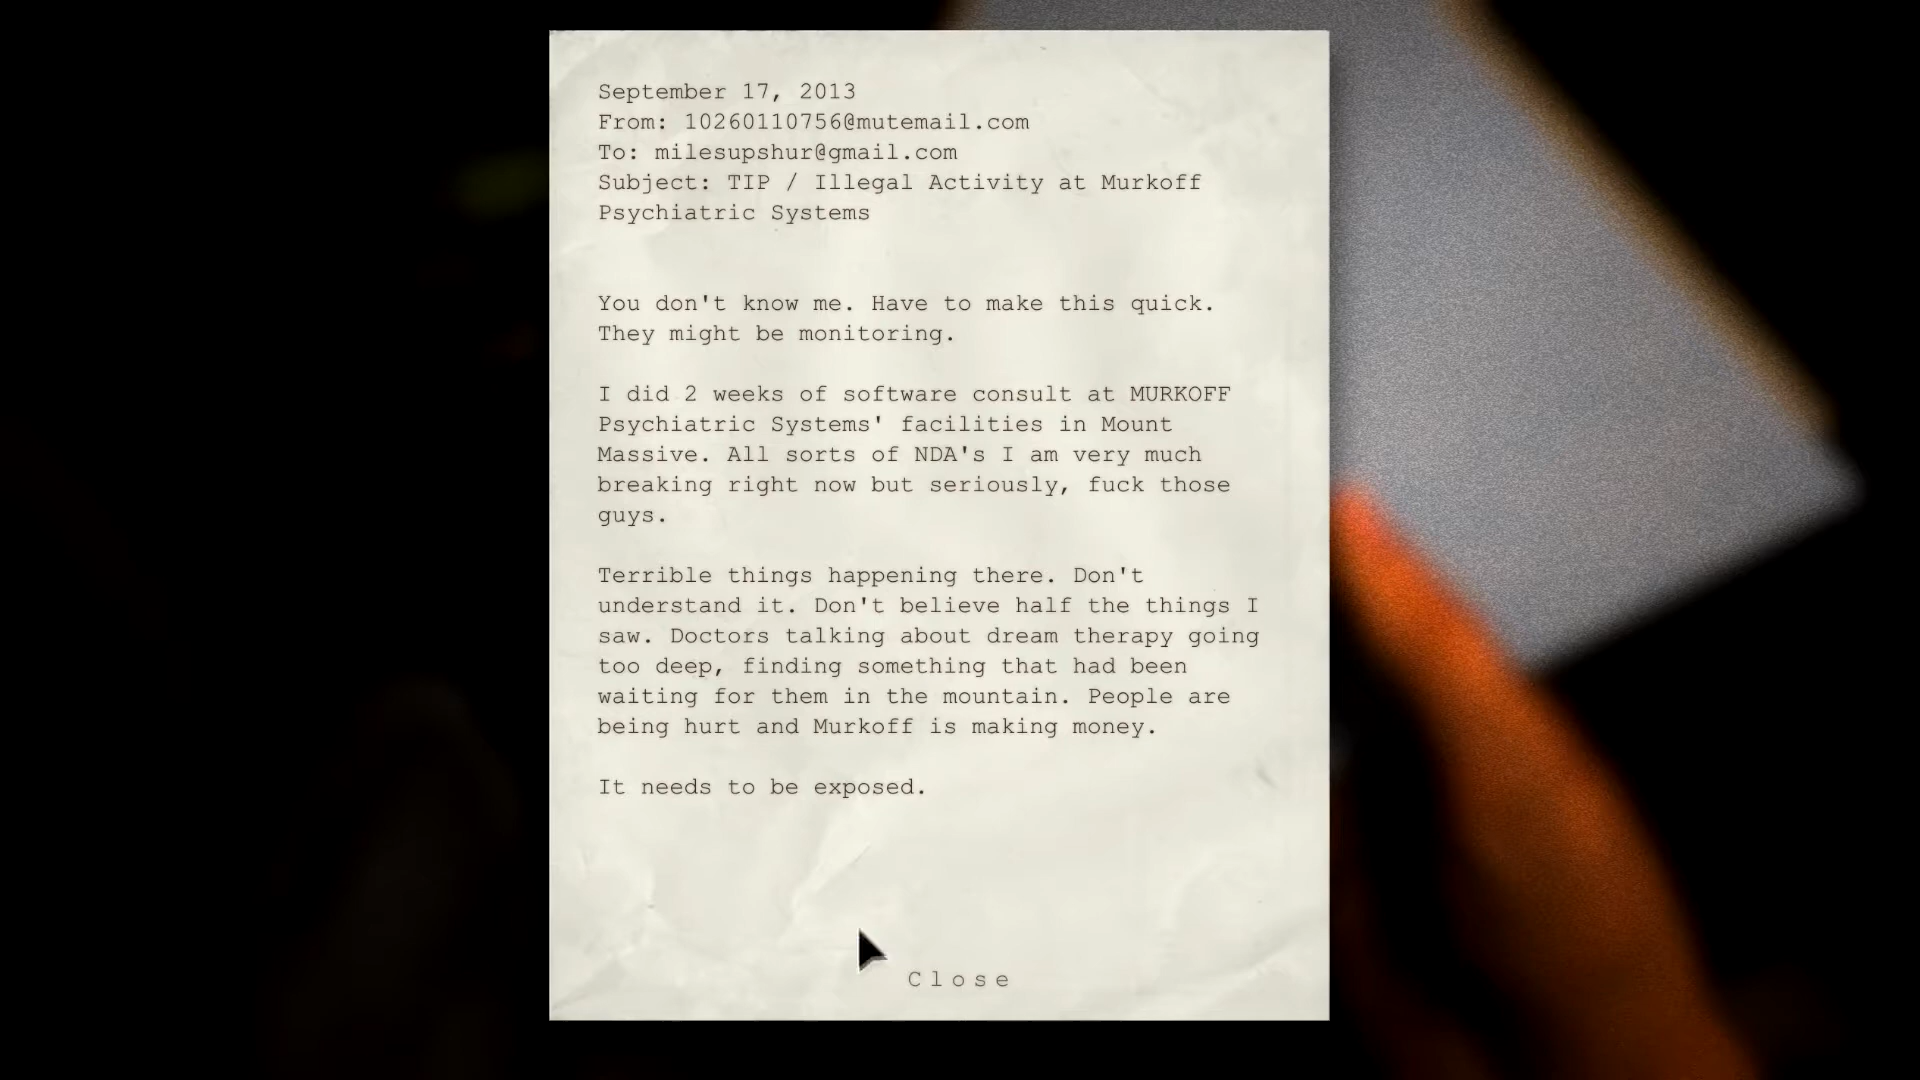 September 17, 2013
From: 10260110756@mutemail.com
To: milesupshur@gmail.com
Subject: TIP / Illegal Activity at Murkoff
Psychiatric Systems
You don't know me. Have to make this quick.
They might be monitoring.
I did 2 weeks of software consult at MURKOFF
Psychiatric Systems' facilities in Mount
Massive. All sorts of NDA's I am very much
breaking right now but seriously, fuck those
guys.
Terrible things happening there. Don't
understand it. Don't believe half the things I
saw. Doctors talking about dream therapy going
too deep, finding something that had been
waiting for them in the mountain. People are
being hurt and Murkoff is making money.
It needs to be exposed.
Close